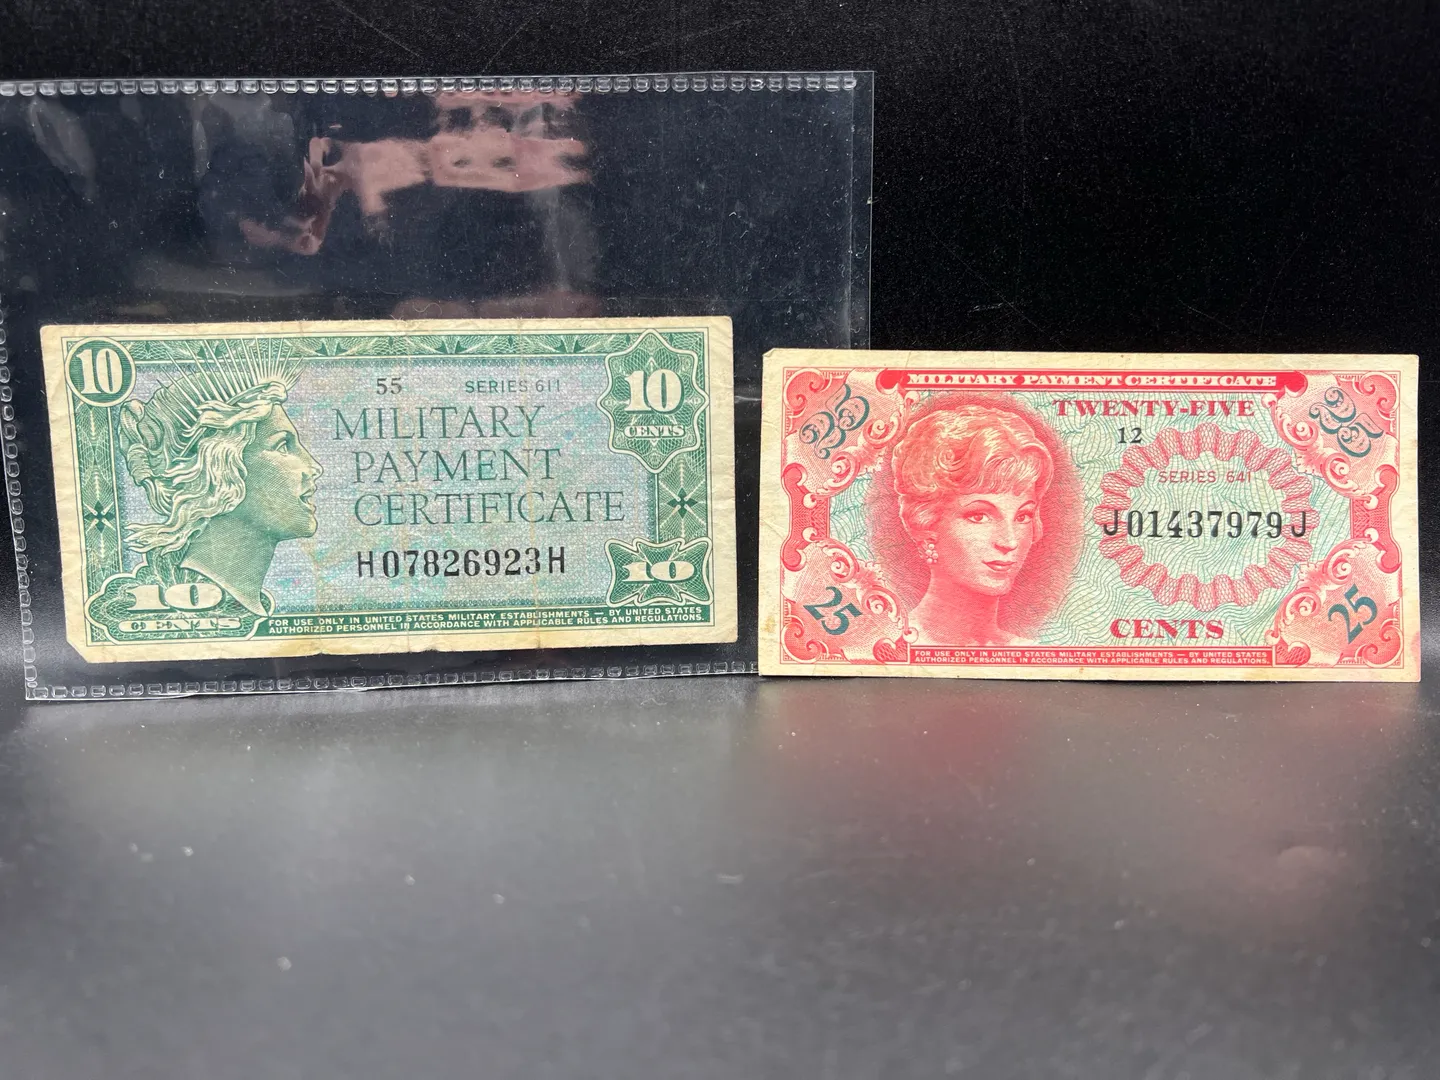 10
55 SERIES 611
10
CENTS
MILITARY
PAYMENT
CERTIFICATE
H07826923H
10
CENTS
10
FOR USE ONLY IN UNITED STATES MILITARY ESTABLISHMENTS — BY UNITED STATES
AUTHORIZED PERSONNEL IN ACCORDANCE WITH APPLICABLE RULES AND REGULATIONS.
MILITARY PAYMENT CERTIFICATE
25
TWENTY-FIVE
25
12
SERIES 641
J01437979J
25
CENTS
25
FOR USE ONLY IN UNITED STATES MILITARY ESTABLISHMENTS — BY UNITED STATES
AUTHORIZED PERSONNEL IN ACCORDANCE WITH APPLICABLE RULES AND REGULATIONS.